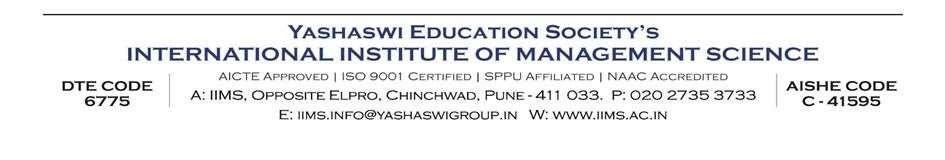 Yashaswi Education Society's
INTERNATIONAL INSTITUTE OF MANAGEMENT SCIENCE
AICTE Approved | ISO 9001 Certified | SPPU Affiliated | NAAC Accredited
DTE CODE
6775
A: IIMS, Opposite Elpro, Chinchwad, Pune - 411 033. P: 020 2735 3733
E: iims.info@yashaswigroup.in W: www.iims.ac.in
AISHE CODE
C - 41595